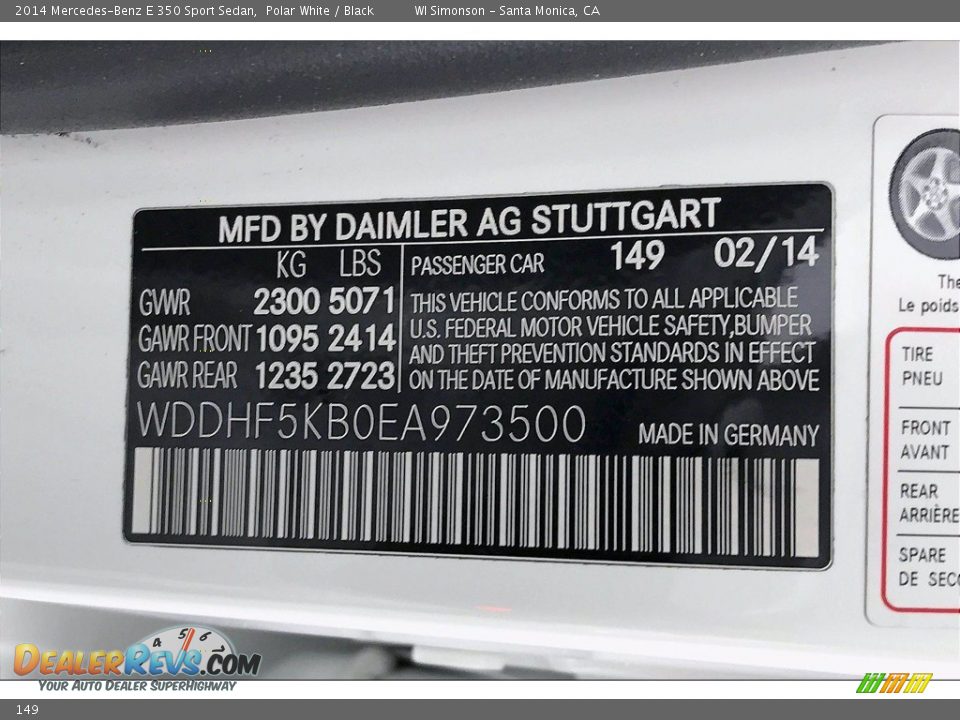 2014 Mercedes-Benz E 350 Sport Sedan, Polar White / Black WI Simonson - Santa Monica, CA
MFD BY DAIMLER AG STUTTGART
KG LBS
GVWR 2300 5071
GAWR FRONT 1095 2414
GAWR REAR 1235 2723
PASSENGER CAR 149 02/14
THIS VEHICLE CONFORMS TO ALL APPLICABLE
U.S. FEDERAL MOTOR VEHICLE SAFETY,BUMPER
AND THEFT PREVENTION STANDARDS IN EFFECT
ON THE DATE OF MANUFACTURE SHOWN ABOVE
WDDHF5KB0EA973500
MADE IN GERMANY
The
Le poids
TIRE
PNEU
FRONT
AVANT
REAR
ARRIÈRE
SPARE
DE SECO
4 5 6
DEALERREVS.COM
YOUR AUTO DEALER SUPERHIGHWAY
149